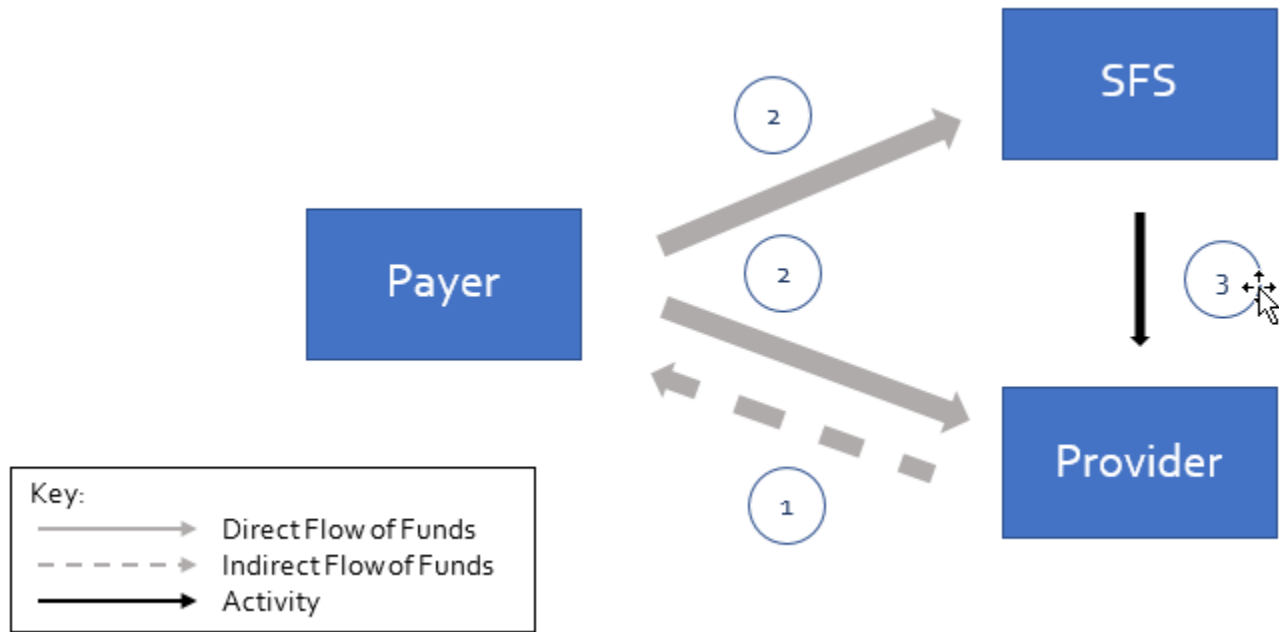 SFS
2
Payer
2
3
Provider
1
Key:
Direct Flow of Funds
Indirect Flow of Funds
Activity